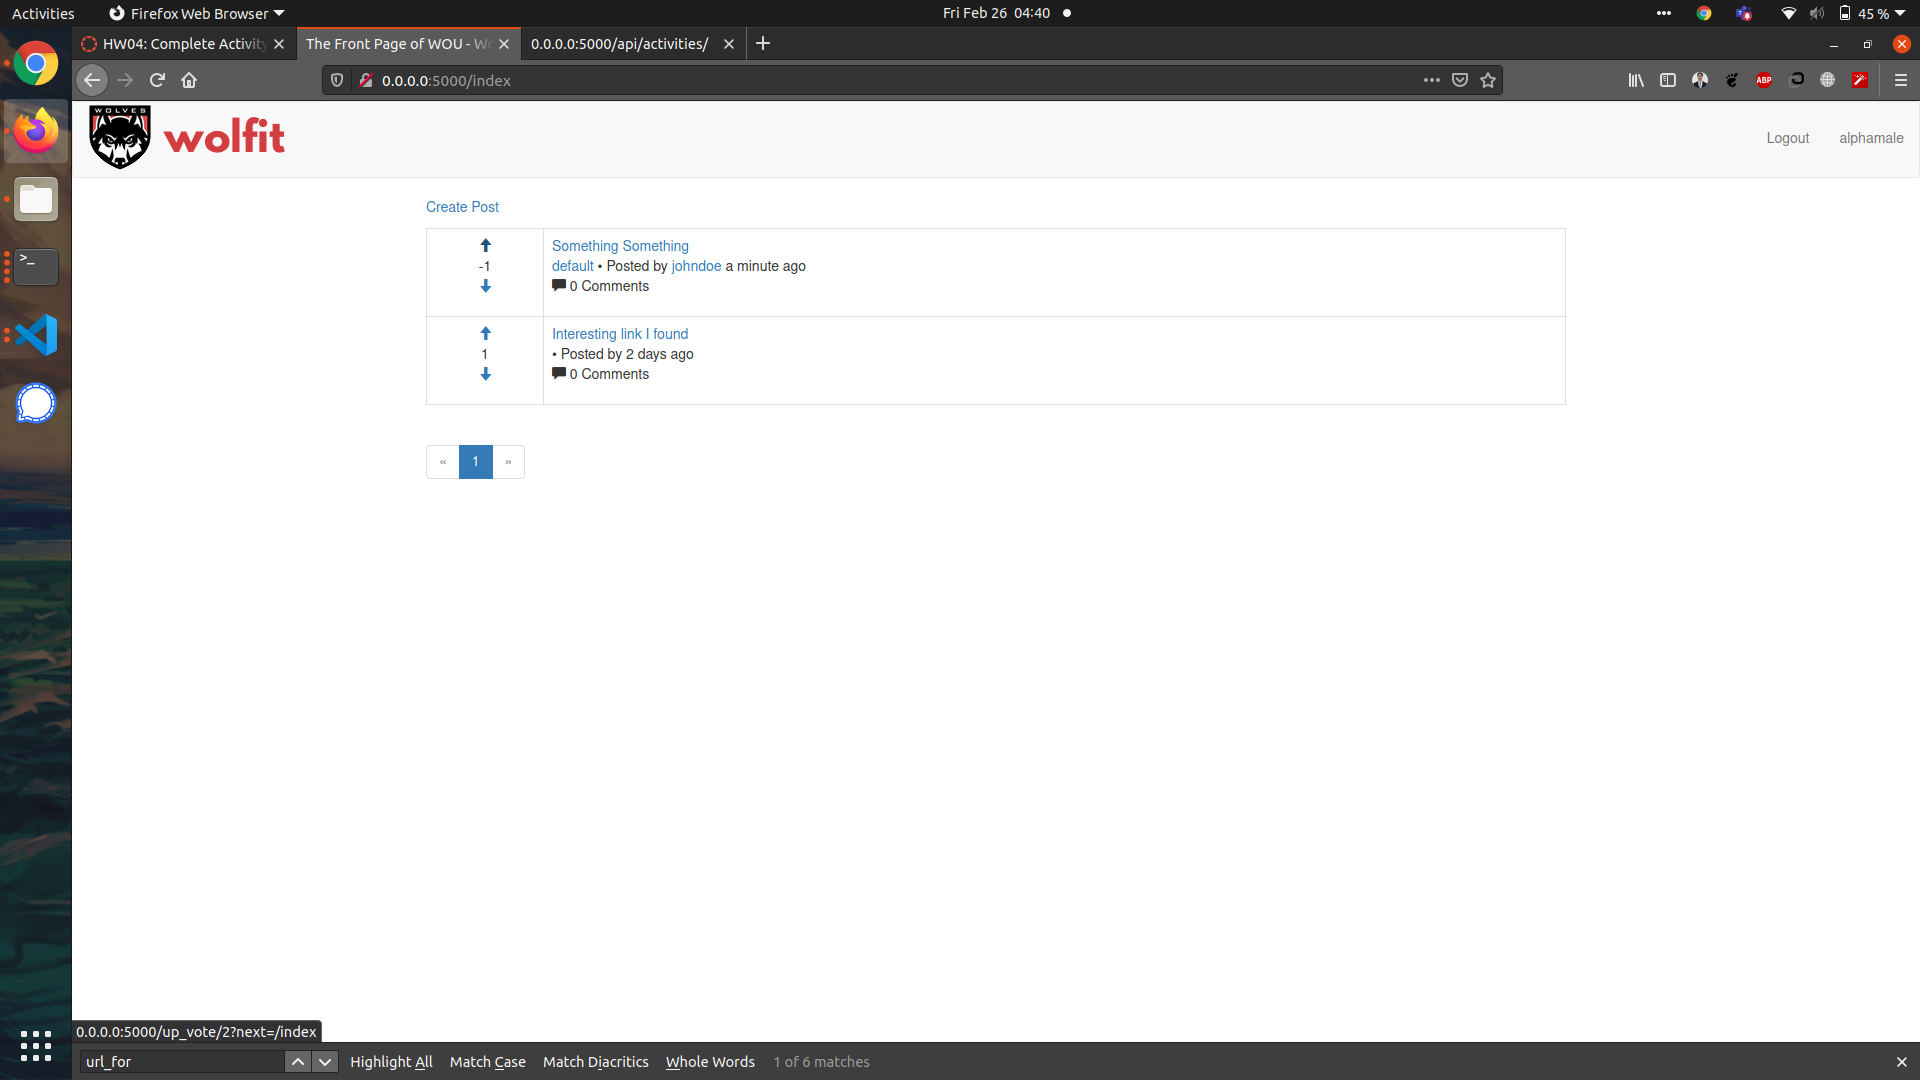 Activities
Firefox Web Browser
Fri Feb 26 04:40
45 %
HW04: Complete Activity
The Front Page of WOU - Wo
0.0.0.0:5000/api/activities/
0.0.0.0:5000/index
ABP
WOLVES
wolfit
Logout
alphamale
Create Post
-1
Something Something
default • Posted by johndoe a minute ago
0 Comments
1
Interesting link I found
• Posted by 2 days ago
0 Comments
« 1 »
0.0.0.0:5000/up_vote/2?next=/index
url_for
Highlight All
Match Case
Match Diacritics
Whole Words
1 of 6 matches